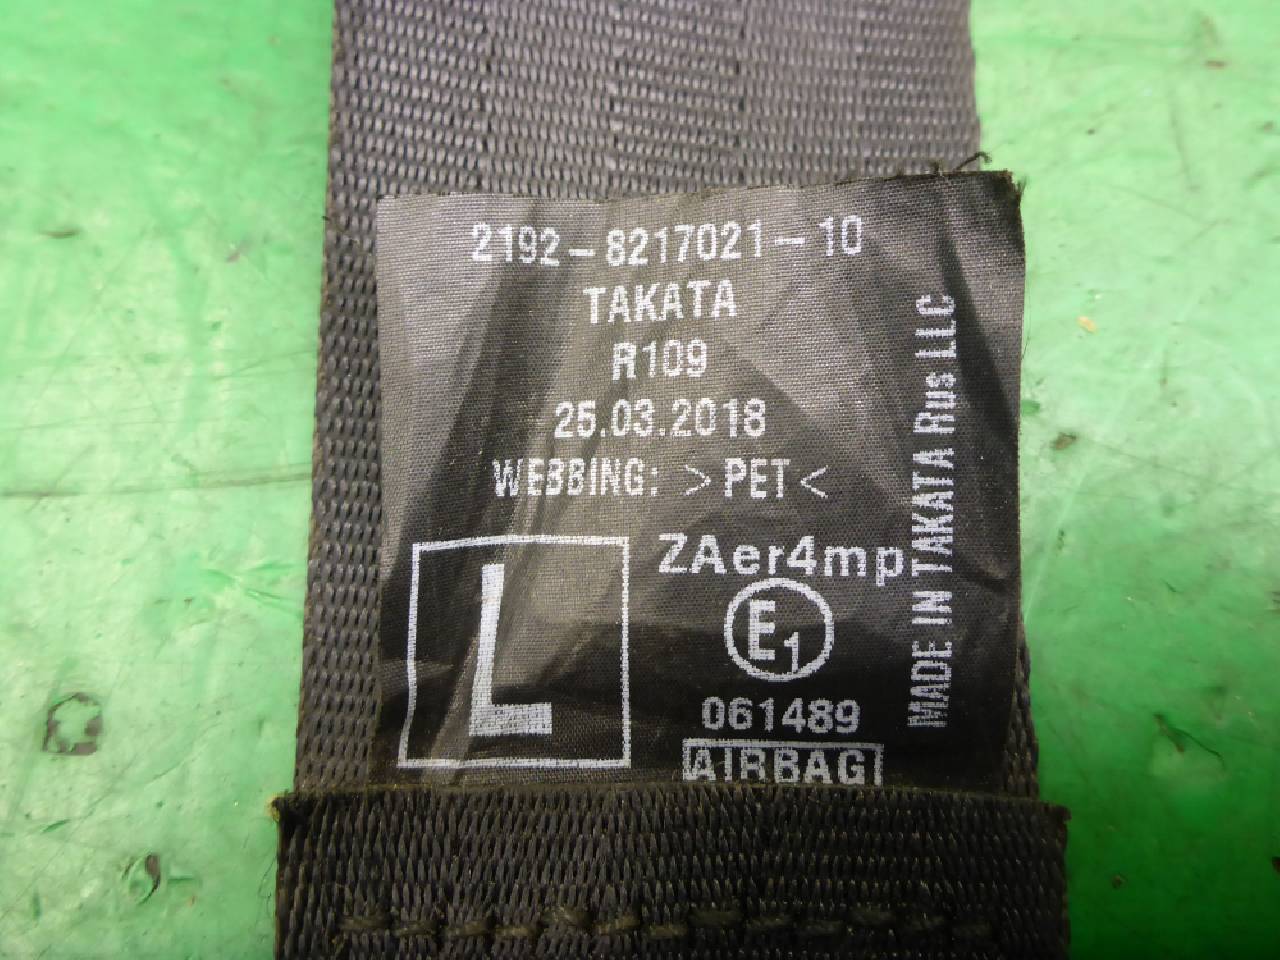 2192-8217021-10
TAKATA
R109
25.03.2018
WEBBING: >PET<
L
ZAer4mp
E1
061489
AIRBAG
MADE IN TAKATA Rus LLC